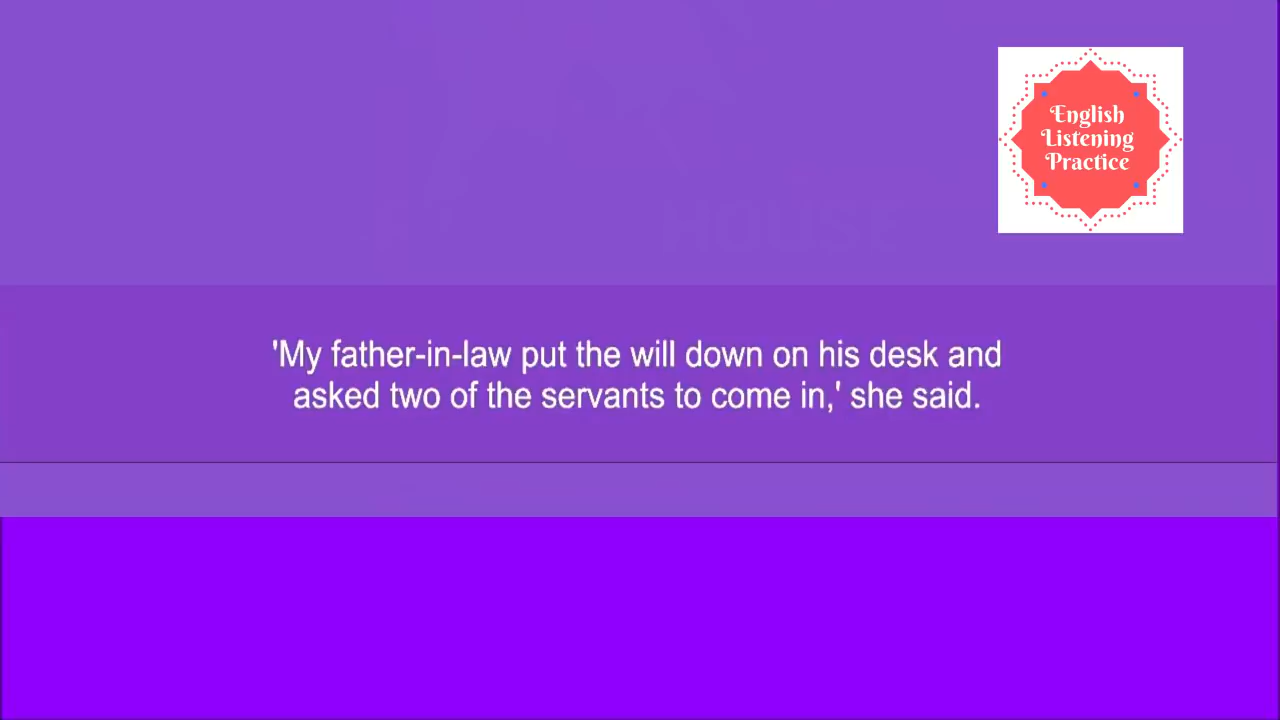 English
Listening
Practice
HOUSE
'My father-in-law put the will down on his desk and
asked two of the servants to come in,' she said.